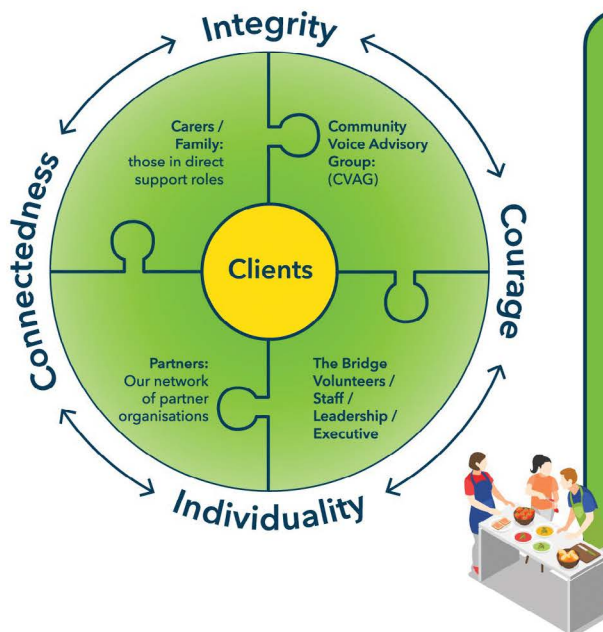 Integrity
Carers /
Family:
those in direct
support roles
Community
Voice Advisory
Group:
(CVAG)
Connectedness
Clients
Courage
Partners:
Our network
of partner
organisations
The Bridge
Volunteers /
Staff /
Leadership /
Executive
Individuality